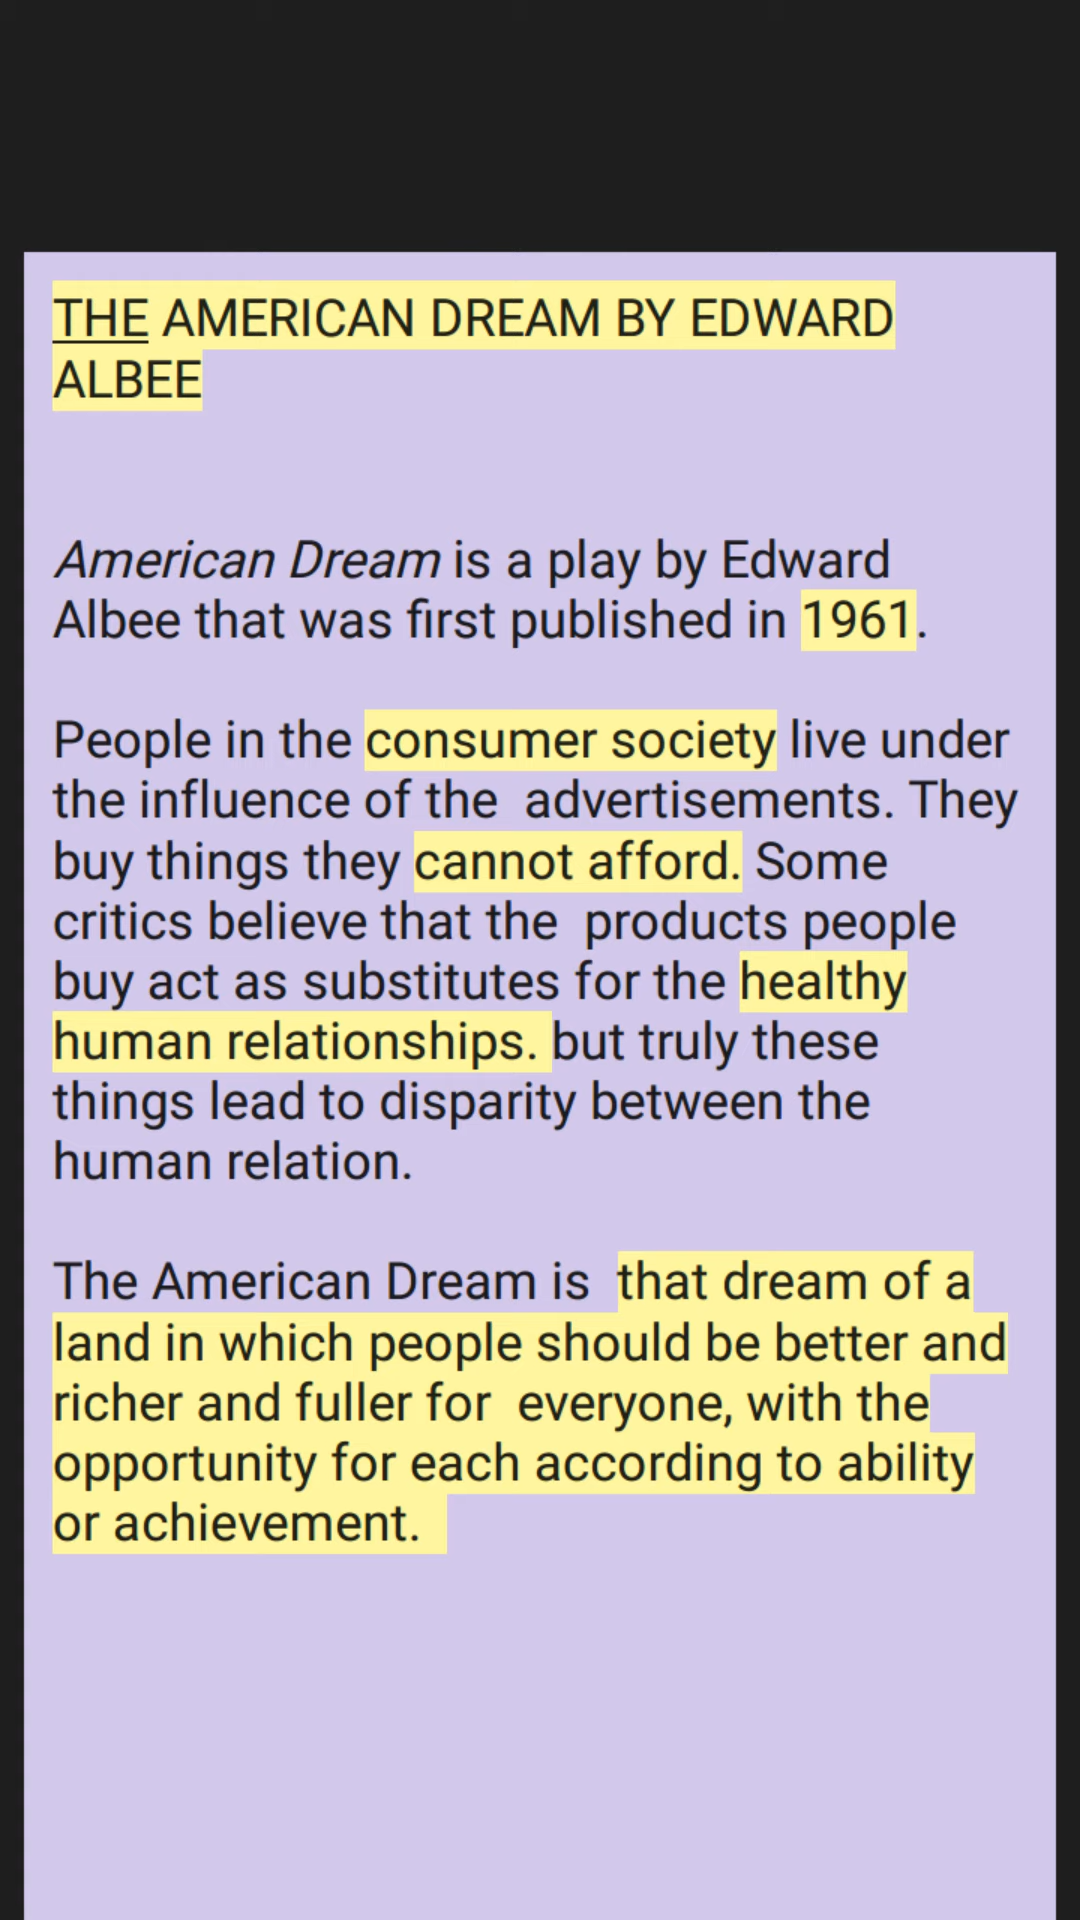 THE AMERICAN DREAM BY EDWARD
ALBEE
American Dream is a play by Edward
Albee that was first published in 1961.
People in the consumer society live under
the influence of the  advertisements. They
buy things they cannot afford. Some
critics believe that the  products people
buy act as substitutes for the healthy
human relationships. but truly these
things lead to disparity between the
human relation.
The American Dream is  that dream of a
land in which people should be better and
richer and fuller for  everyone, with the
opportunity for each according to ability
or achievement.